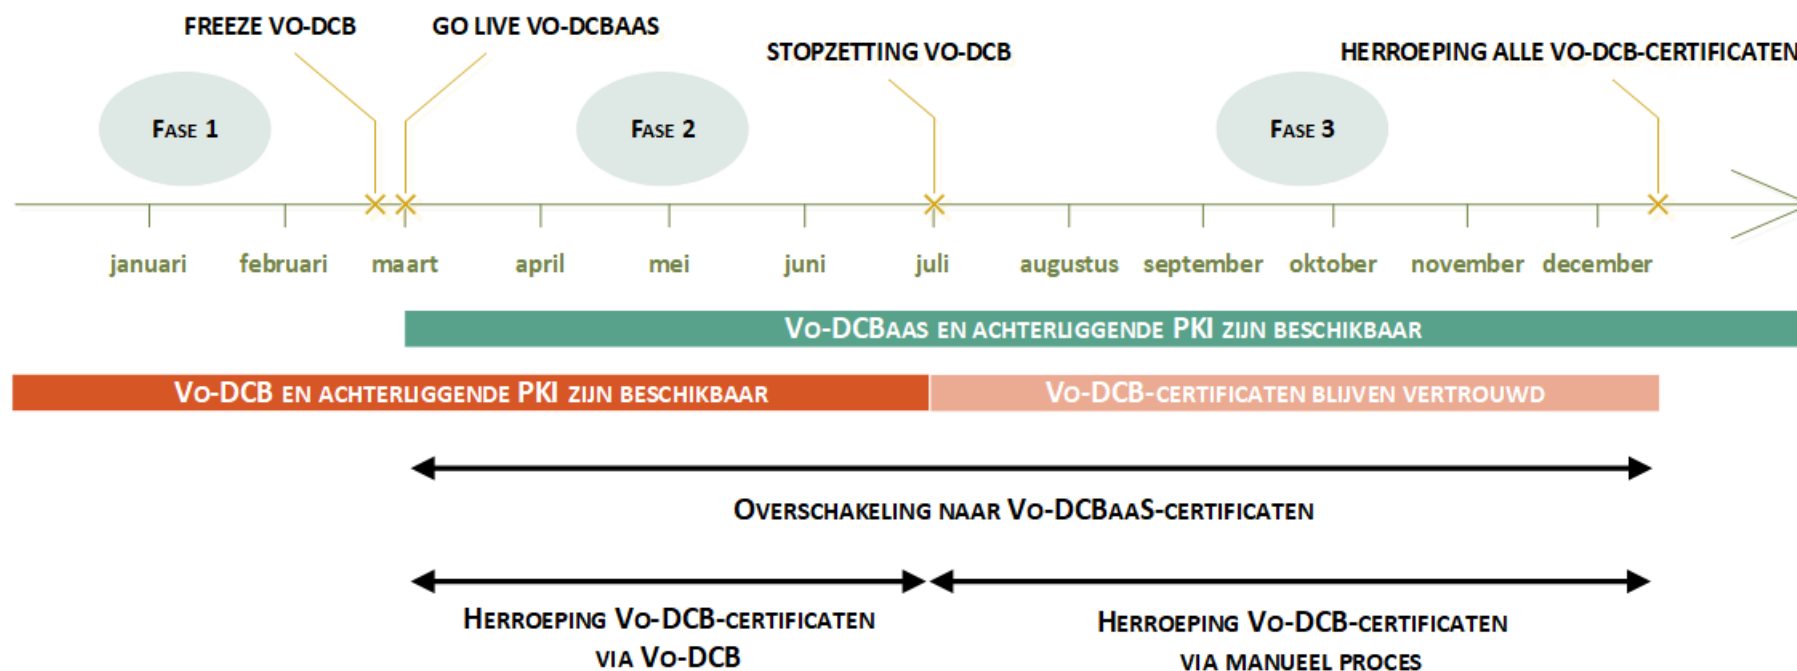 FREEZE VO-DCB
GO LIVE VO-DCBAAS
STOPZETTING VO-DCB
HERROEPING ALLE VO-DCB-CERTIFICATEN
FASE 1
FASE 2
FASE 3
januari februari maart april mei juni juli augustus september oktober november december
VO-DCBAAS EN ACHTERLIGGENDE PKI ZIJN BESCHIKBAAR
VO-DCB EN ACHTERLIGGENDE PKI ZIJN BESCHIKBAAR
VO-DCB-CERTIFICATEN BLIJVEN VERTROUWD
OVERSCHAKELING NAAR VO-DCBAAS-CERTIFICATEN
HERROEPING VO-DCB-CERTIFICATEN
VIA VO-DCB
HERROEPING VO-DCB-CERTIFICATEN
VIA MANUEEL PROCES